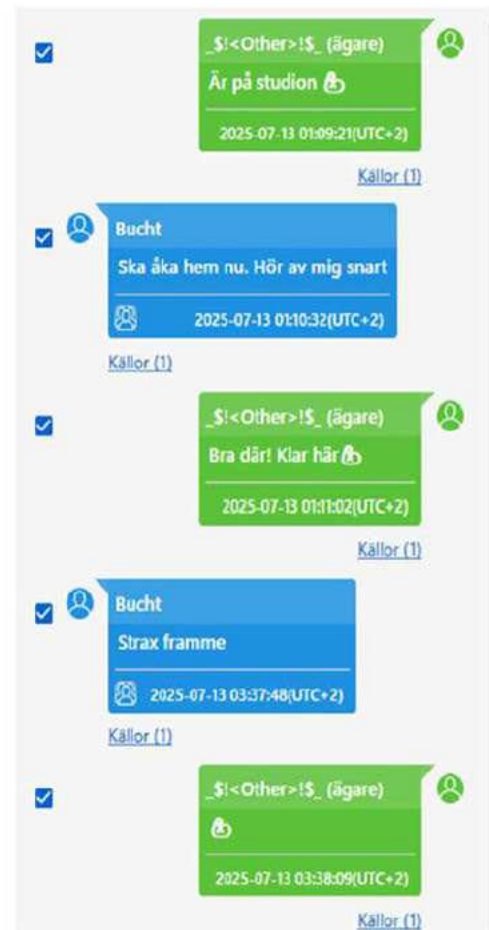 _$!<Other>!$_ (ägare)
Är på studion 💪
2025-07-13 01:09:21(UTC+2)
Källor (1)
Bucht
Ska åka hem nu. Hör av mig snart
2025-07-13 01:10:32(UTC+2)
Källor (1)
_$!<Other>!$_ (ägare)
Bra där! Klar här💪
2025-07-13 01:11:02(UTC+2)
Källor (1)
Bucht
Strax framme
2025-07-13 03:37:48(UTC+2)
Källor (1)
_$!<Other>!$_ (ägare)
💪
2025-07-13 03:38:09(UTC+2)
Källor (1)